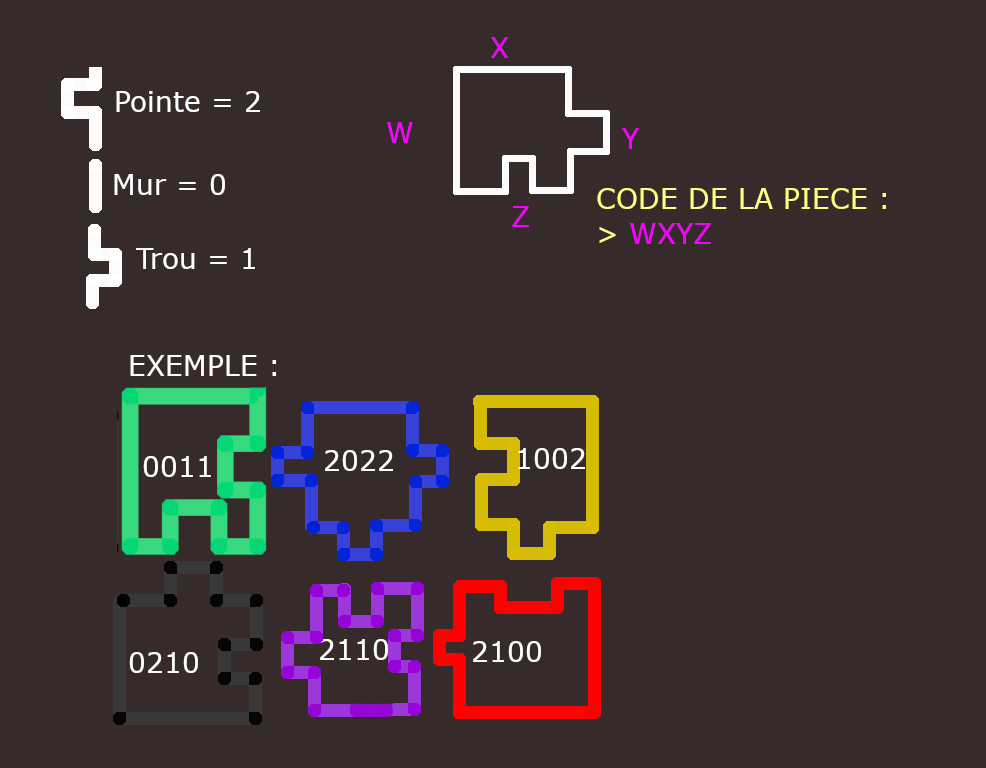 X
Pointe = 2
W
Y
Mur = 0
CODE DE LA PIECE :
Z
> WXYZ
Trou = 1
EXEMPLE :
0011
2022
1002
0210
2110
2100